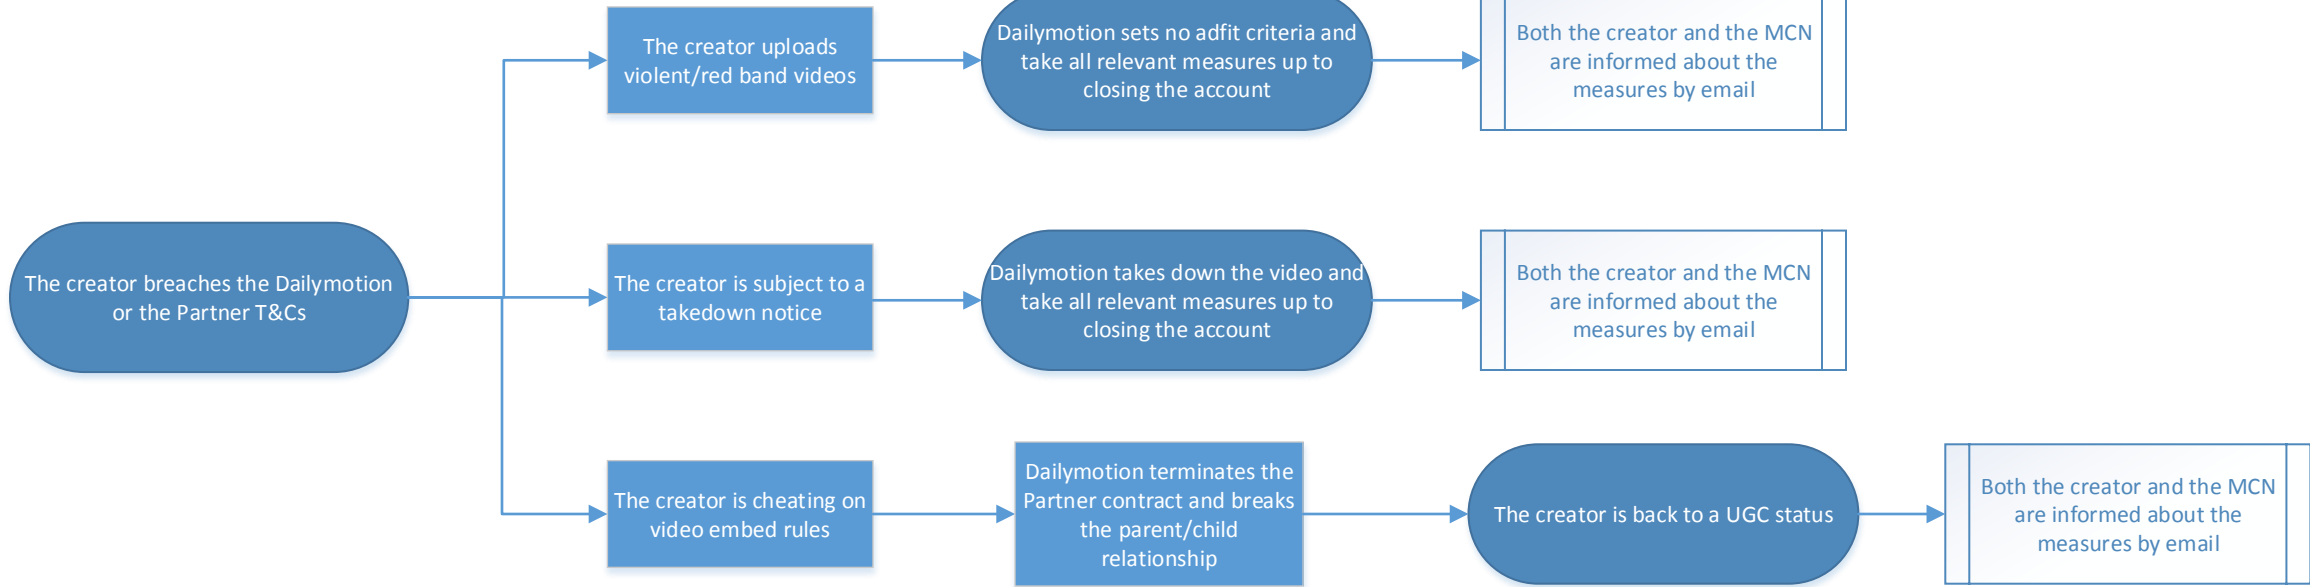 The creator uploads
violent/red band videos
Dailymotion sets no adfit criteria and
take all relevant measures up to
closing the account
Both the creator and the MCN
are informed about the
measures by email
The creator breaches the Dailymotion
or the Partner T&Cs
The creator is subject to a
takedown notice
Dailymotion takes down the video and
take all relevant measures up to
closing the account
Both the creator and the MCN
are informed about the
measures by email
The creator is cheating on
video embed rules
Dailymotion terminates the
Partner contract and breaks
the parent/child
relationship
The creator is back to a UGC status
Both the creator and the MCN
are informed about the
measures by email